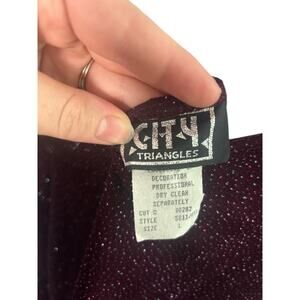 CITY
TRIANGLES
DECORATION
PROFESSIONAL
DRY CLEAN
SEPARATELY
CUT
STYLE
SIZE L